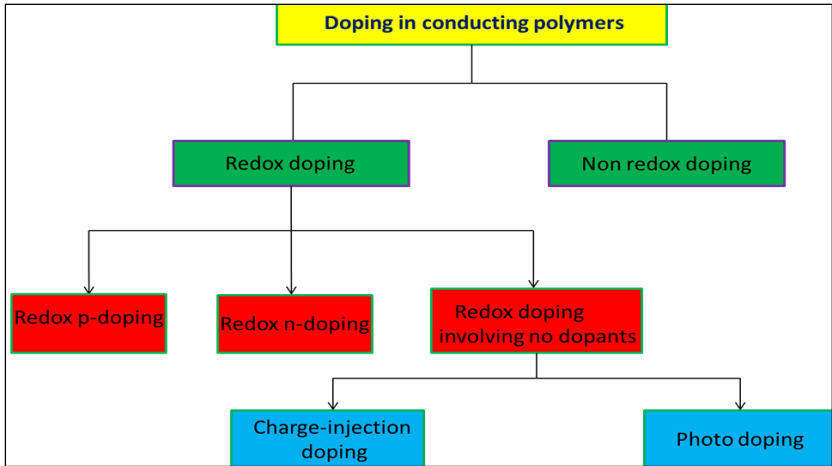 Doping in conducting polymers
Redox doping
Non redox doping
Redox p-doping
Redox n-doping
Redox doping
involving no dopants
Charge-injection
doping
Photo doping